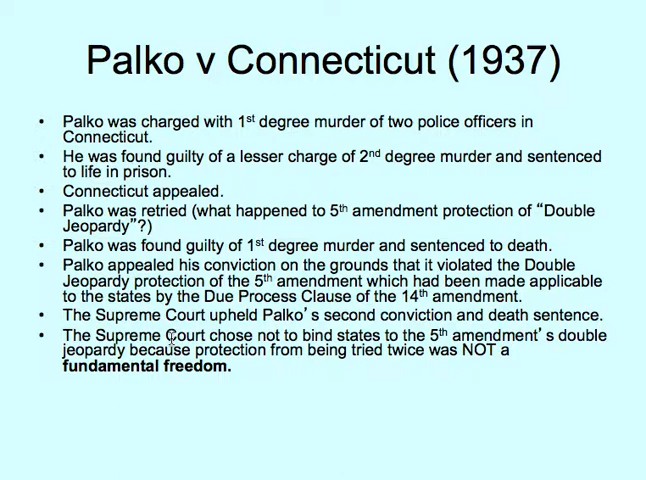 Palko v Connecticut (1937)
• Palko was charged with 1st degree murder of two police officers in
Connecticut.
• He was found guilty of a lesser charge of 2nd degree murder and sentenced
to life in prison.
• Connecticut appealed.
• Palko was retried (what happened to 5th amendment protection of “Double
Jeopardy”?)
• Palko was found guilty of 1st degree murder and sentenced to death.
• Palko appealed his conviction on the grounds that it violated the Double
Jeopardy protection of the 5th amendment which had been made applicable
to the states by the Due Process Clause of the 14th amendment.
• The Supreme Court upheld Palko’s second conviction and death sentence.
• The Supreme Court chose not to bind states to the 5th amendment’s double
jeopardy because protection from being tried twice was NOT a
fundamental freedom.